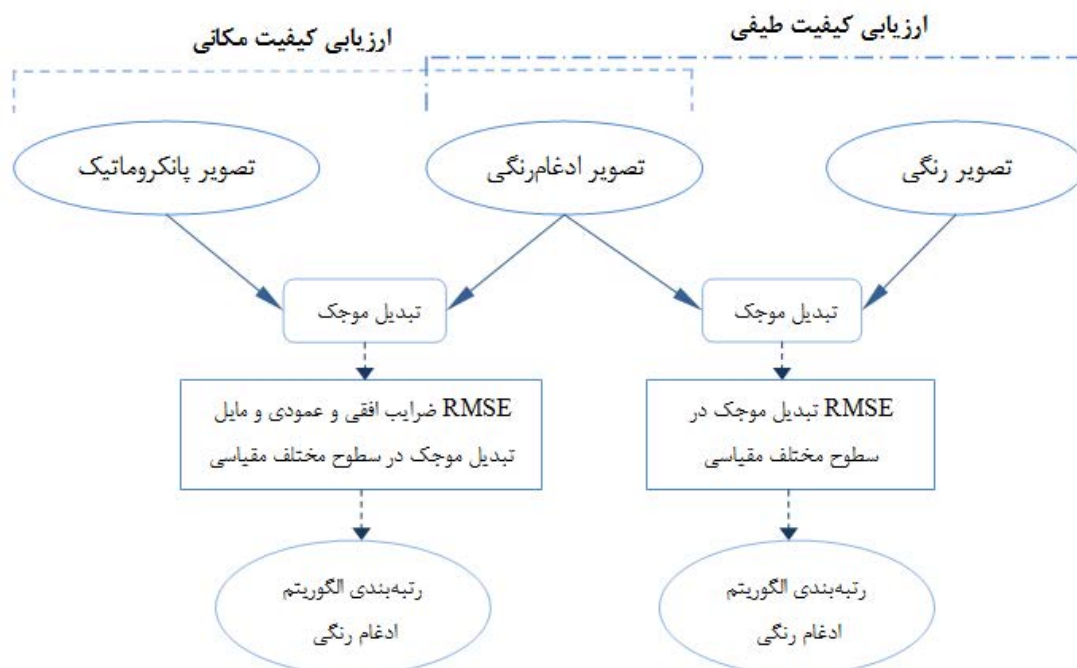 ارزیابی کیفیت طیفی
ارزیابی کیفیت مکانی
تصویر رنگی
تصویر ادغام‌رنگی
تصویر پانکروماتیک
تبدیل موجک
تبدیل موجک
RMSE تبدیل موجک در
سطوح مختلف مقیاسی
RMSE ضرایب افقی و عمودی و مایل
تبدیل موجک در سطوح مختلف مقیاسی
رتبه‌بندی الگوریتم
ادغام رنگی
رتبه‌بندی الگوریتم
ادغام رنگی